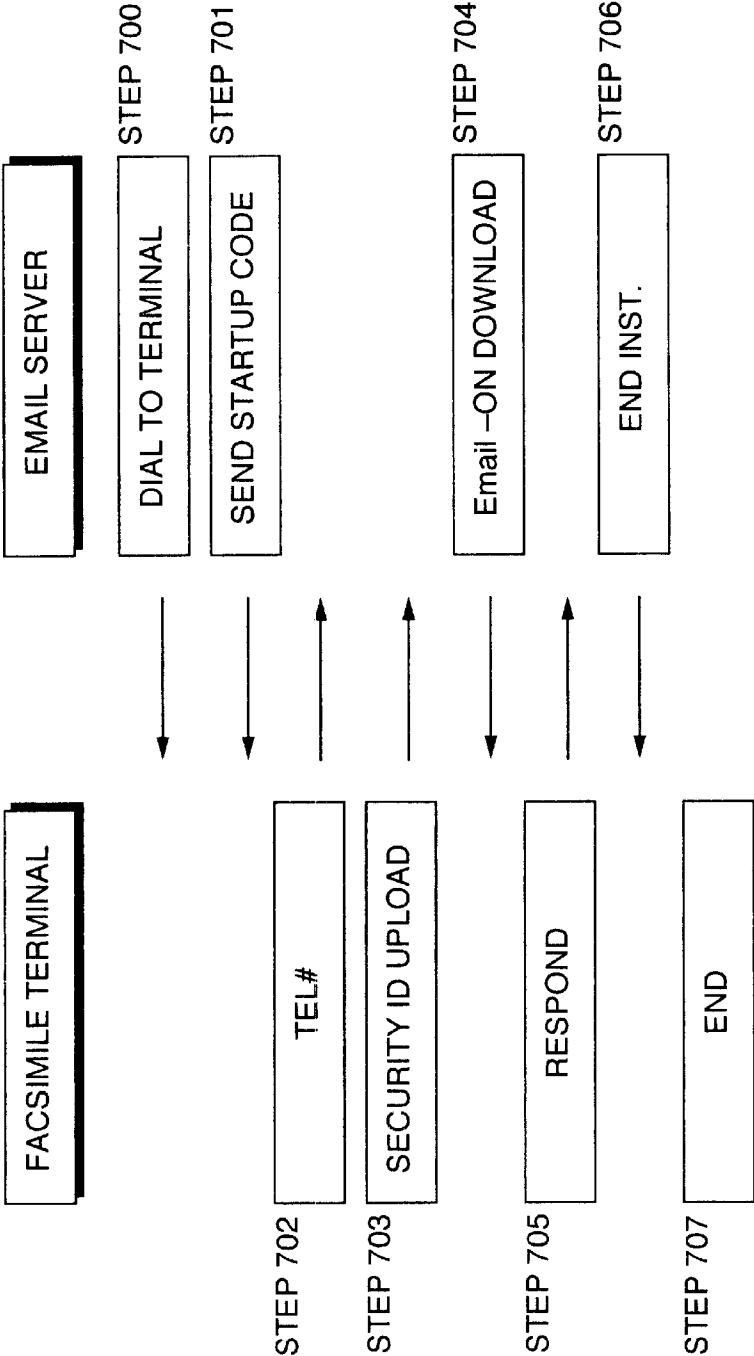 FACSIMILE TERMINAL
EMAIL SERVER
DIAL TO TERMINAL
STEP 700
SEND STARTUP CODE
STEP 701
STEP 702
TEL#
STEP 703
SECURITY ID UPLOAD
Email –ON DOWNLOAD
STEP 704
STEP 705
RESPOND
END INST.
STEP 706
STEP 707
END